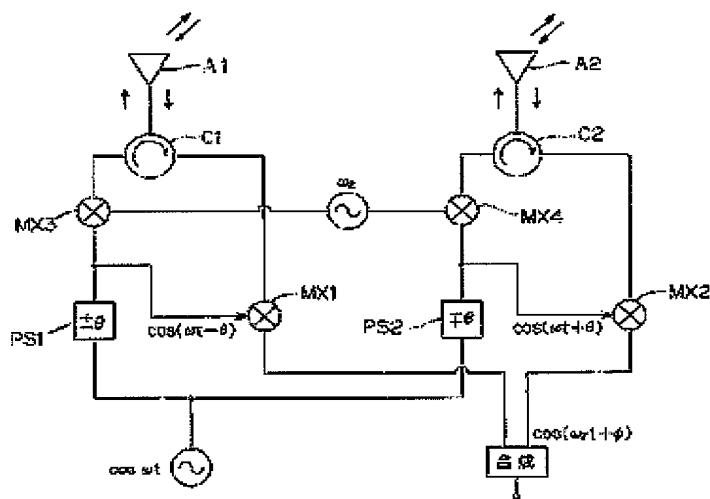 A1
A2
C1
C2
ω₂
MX3
MX4
MX1
MX2
±θ
∓θ
PS1
PS2
cos(ωt-θ)
cos(ωt+θ)
cos(ωrt+φ)
cos ωt
合成